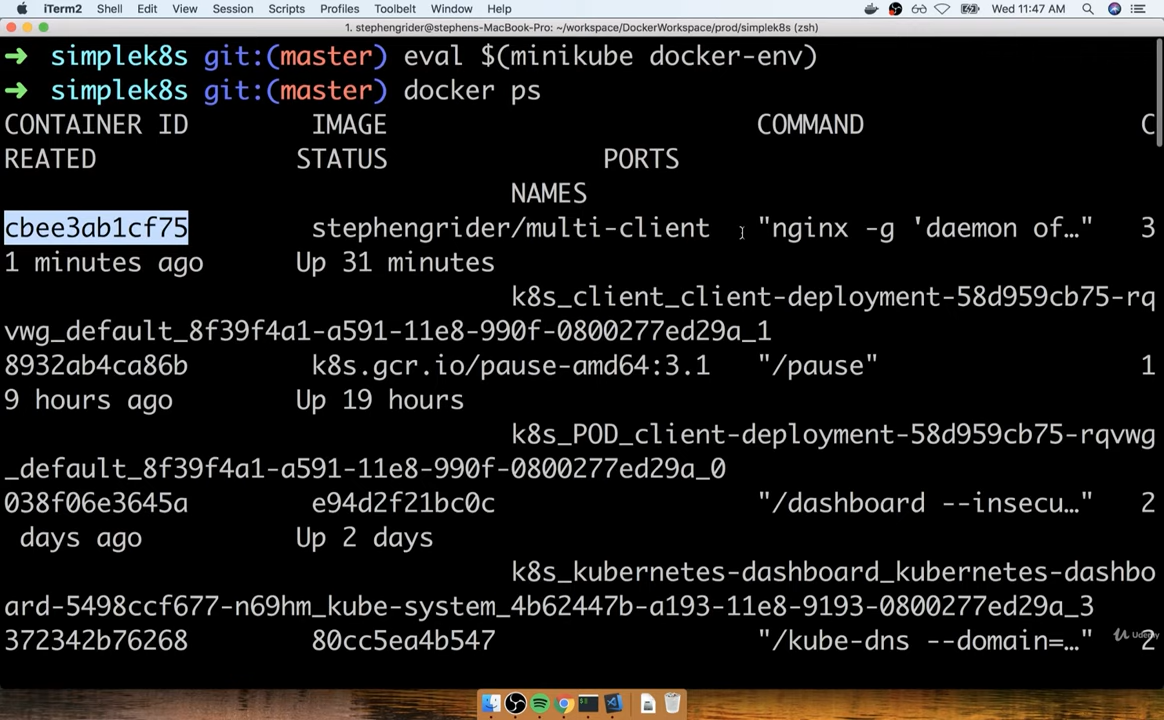 iTerm2 Shell Edit View Session Scripts Profiles Toolbelt Window Help Wed 11:47 AM
1. stephengrider@stephens-MacBook-Pro: ~/workspace/DockerWorkspace/prod/simplek8s (zsh)
➜ simplek8s git:(master) eval $(minikube docker-env)
➜ simplek8s git:(master) docker ps
CONTAINER ID IMAGE COMMAND C
REATED STATUS PORTS
NAMES
cbee3ab1cf75 stephengrider/multi-client "nginx -g 'daemon of…" 3
1 minutes ago Up 31 minutes
k8s_client_client-deployment-58d959cb75-rq
vwg_default_8f39f4a1-a591-11e8-990f-0800277ed29a_1
8932ab4ca86b k8s.gcr.io/pause-amd64:3.1 "/pause" 1
9 hours ago Up 19 hours
k8s_POD_client-deployment-58d959cb75-rqvwg
_default_8f39f4a1-a591-11e8-990f-0800277ed29a_0
038f06e3645a e94d2f21bc0c "/dashboard --insecu…" 2
days ago Up 2 days
k8s_kubernetes-dashboard_kubernetes-dashbo
ard-5498ccf677-n69hm_kube-system_4b62447b-a193-11e8-9193-0800277ed29a_3
372342b76268 80cc5ea4b547 "/kube-dns --domain=…" 2
Udemy